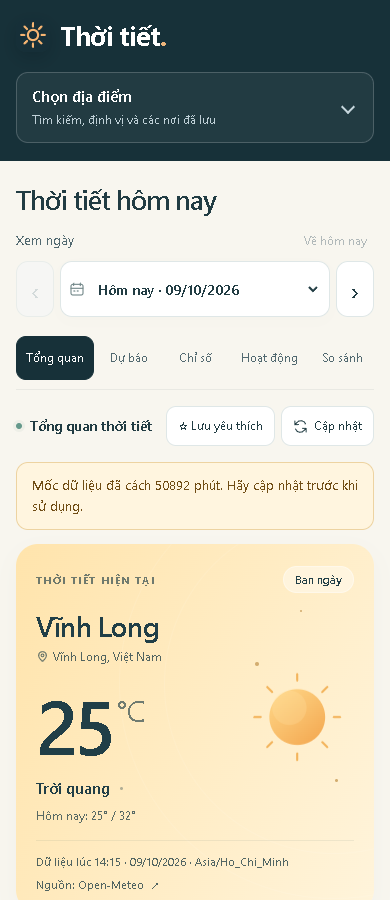 Thời tiết.
Chọn địa điểm
Tìm kiếm, định vị và các nơi đã lưu
Thời tiết hôm nay
Xem ngày
Về hôm nay
Hôm nay · 09/10/2026
Tổng quan
Dự báo
Chỉ số
Hoạt động
So sánh
Tổng quan thời tiết
☆ Lưu yêu thích
Cập nhật
Mốc dữ liệu đã cách 50892 phút. Hãy cập nhật trước khi
sử dụng.
THỜI TIẾT HIỆN TẠI
Ban ngày
Vĩnh Long
Vĩnh Long, Việt Nam
25°C
Trời quang
Hôm nay: 25° / 32°
Dữ liệu lúc 14:15 · 09/10/2026 · Asia/Ho_Chi_Minh
Nguồn: Open-Meteo ↗